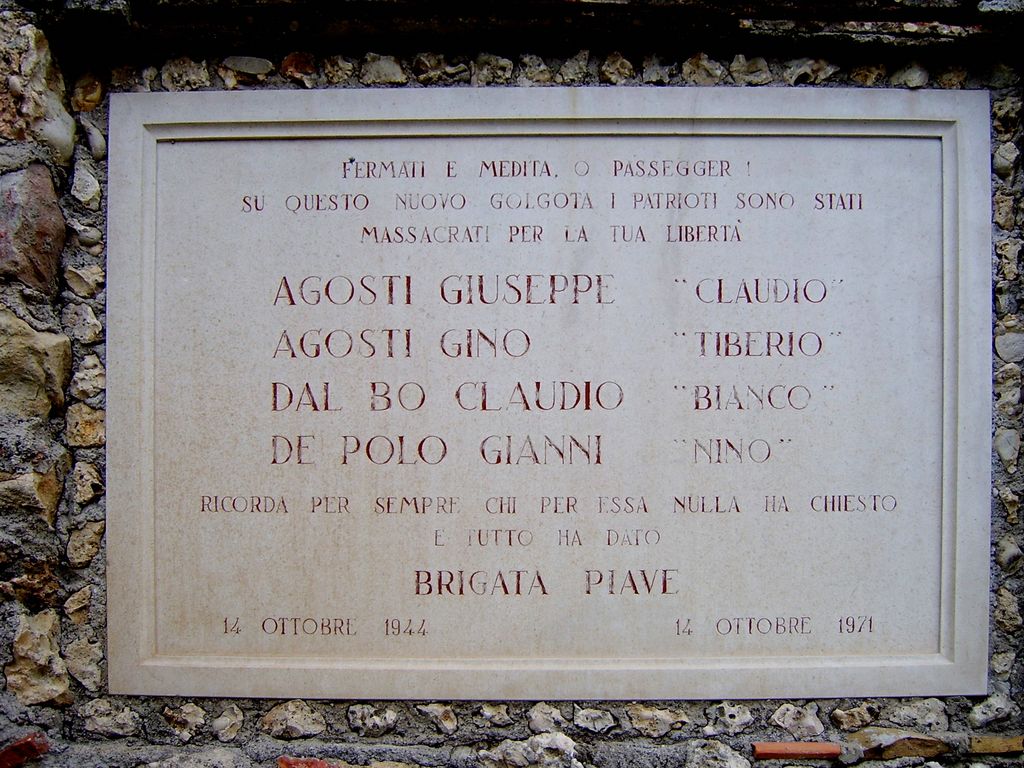 FERMATI E MEDITA, O PASSEGGER !
SU QUESTO NUOVO GOLGOTA I PATRIOTI SONO STATI
MASSACRATI PER LA TUA LIBERTÀ
AGOSTI GIUSEPPE "CLAUDIO"
AGOSTI GINO "TIBERIO"
DAL BO CLAUDIO "BIANCO"
DE POLO GIANNI "NINO"
RICORDA PER SEMPRE CHI PER ESSA NULLA HA CHIESTO
E TUTTO HA DATO
BRIGATA PIAVE
14 OTTOBRE 1944 14 OTTOBRE 1971